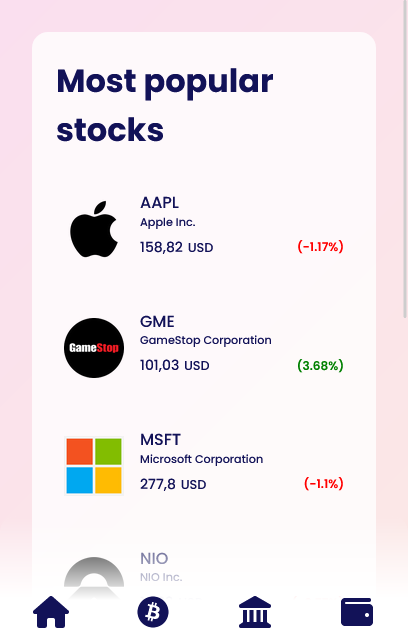 Most popular
stocks
AAPL
Apple Inc.
158,82 USD
(-1.17%)
GameStop
GME
GameStop Corporation
101,03 USD
(3.68%)
MSFT
Microsoft Corporation
277,8 USD
(-1.1%)
NIO
NIO Inc.